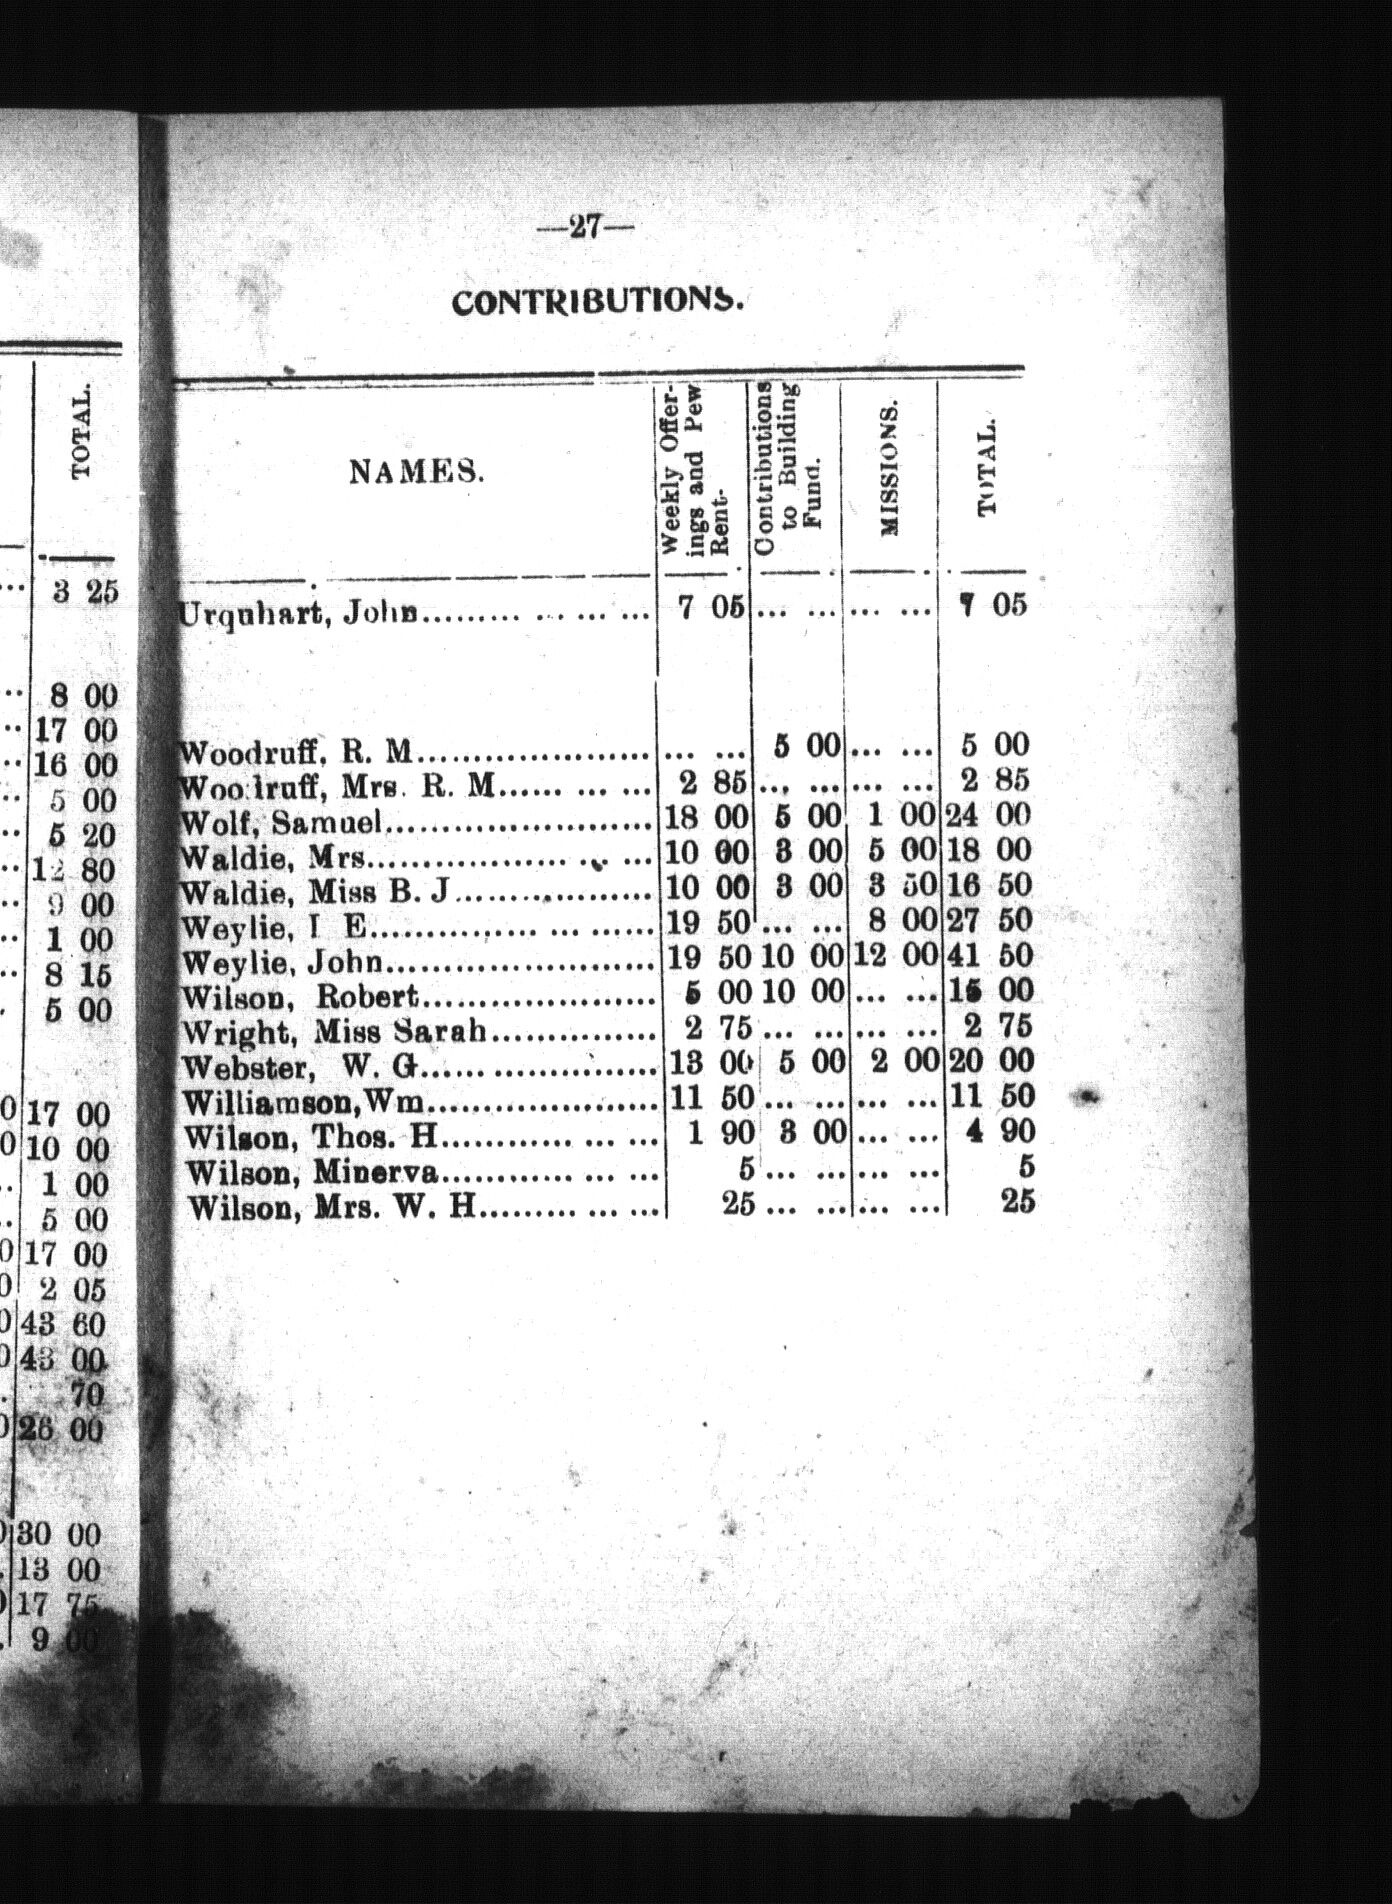 TOTAL.
3 25
8 00
17 00
16 00
5 00
5 20
12 80
9 00
1 00
8 15
5 00
0 17 00
0 10 00
1 00
5 00
0 17 00
0 2 05
0 43 60
0 43 00
70
0 26 00
0 30 00
13 00
17 75
9 00
—27—
CONTRIBUTIONS.
NAMES.
Weekly Offer-
ings and Pew
Rent-
Contributions
to Building
Fund.
MISSIONS.
TOTAL.
Urquhart, John......... ... ... ... 7 05 ... ... ... ... 7 05
Woodruff, R. M..................... ... ... 5 00 ... ... 5 00
Woodruff, Mrs. R. M...... ... ... 2 85 ... ... ... ... 2 85
Wolf, Samuel........................ 18 00 5 00 1 00 24 00
Waldie, Mrs.................. ... ... 10 00 3 00 5 00 18 00
Waldie, Miss B. J.................. 10 00 3 00 3 50 16 50
Weylie, I E............... ... ...... 19 50 ... ... 8 00 27 50
Weylie, John........................ 19 50 10 00 12 00 41 50
Wilson, Robert..................... 5 00 10 00 ... ... 15 00
Wright, Miss Sarah............... 2 75 ... ... ... ... 2 75
Webster, W. G...... ............... 13 00 5 00 2 00 20 00
Williamson,Wm..................... 11 50 ... ... ... ... 11 50
Wilson, Thos. H............ ... ... 1 90 3 00 ... ... 4 90
Wilson, Minerva............ ... ... 5 ... ... ... ... 5
Wilson, Mrs. W. H......... ... ... 25 ... ... ... ... 25